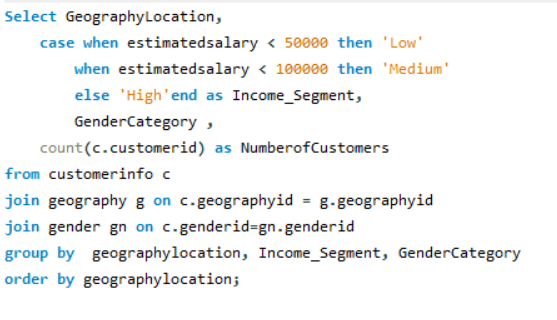 Select GeographyLocation,
case when estimatedsalary < 50000 then 'Low'
when estimatedsalary < 100000 then 'Medium'
else 'High'end as Income_Segment,
GenderCategory ,
count(c.customerid) as NumberofCustomers
from customerinfo c
join geography g on c.geographyid = g.geographyid
join gender gn on c.genderid=gn.genderid
group by  geographylocation, Income_Segment, GenderCategory
order by geographylocation;